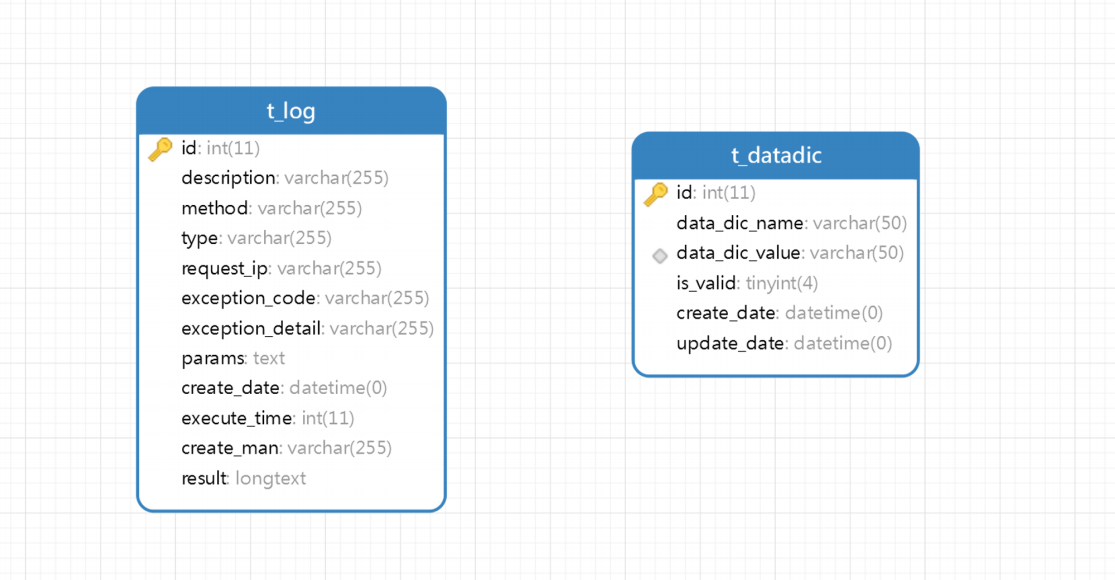 t_log
id: int(11)
description: varchar(255)
method: varchar(255)
type: varchar(255)
request_ip: varchar(255)
exception_code: varchar(255)
exception_detail: varchar(255)
params: text
create_date: datetime(0)
execute_time: int(11)
create_man: varchar(255)
result: longtext
t_datadic
id: int(11)
data_dic_name: varchar(50)
data_dic_value: varchar(50)
is_valid: tinyint(4)
create_date: datetime(0)
update_date: datetime(0)